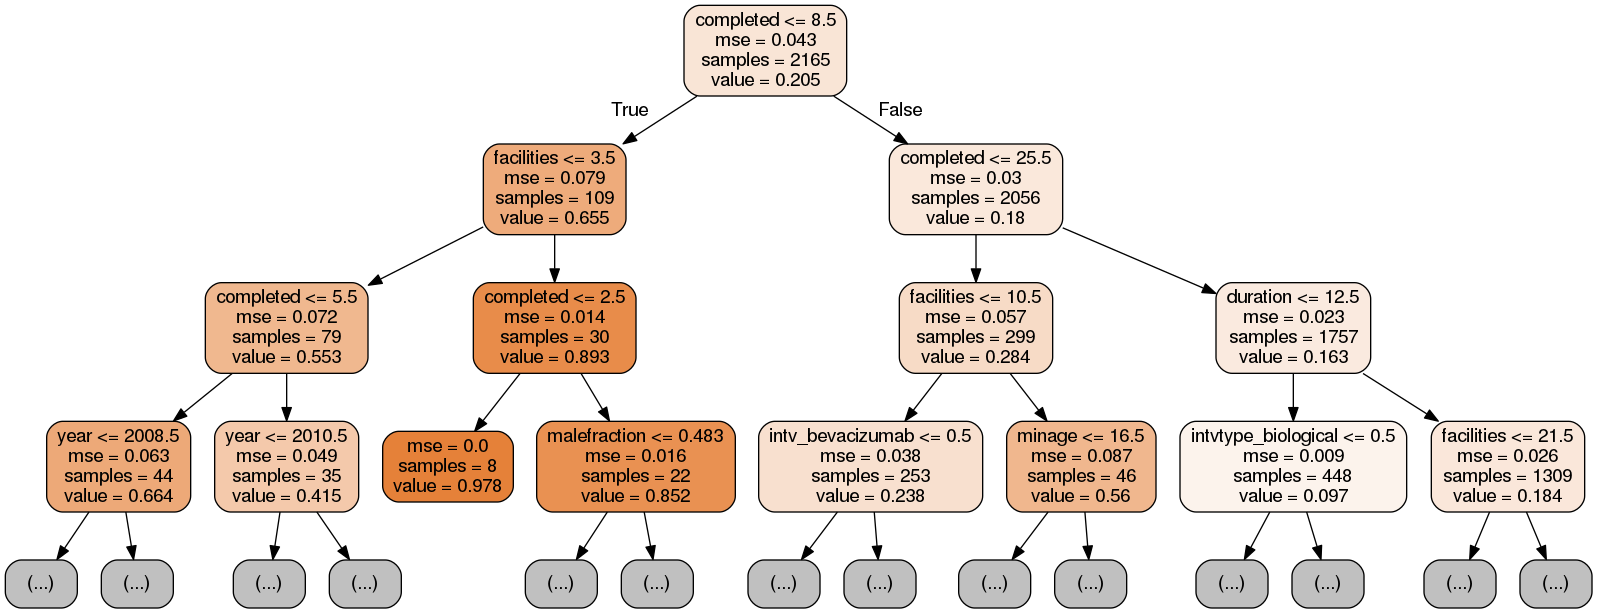 completed <= 8.5
mse = 0.043
samples = 2165
value = 0.205
True
False
facilities <= 3.5
mse = 0.079
samples = 109
value = 0.655
completed <= 25.5
mse = 0.03
samples = 2056
value = 0.18
completed <= 5.5
mse = 0.072
samples = 79
value = 0.553
completed <= 2.5
mse = 0.014
samples = 30
value = 0.893
facilities <= 10.5
mse = 0.057
samples = 299
value = 0.284
duration <= 12.5
mse = 0.023
samples = 1757
value = 0.163
year <= 2008.5
mse = 0.063
samples = 44
value = 0.664
year <= 2010.5
mse = 0.049
samples = 35
value = 0.415
mse = 0.0
samples = 8
value = 0.978
malefraction <= 0.483
mse = 0.016
samples = 22
value = 0.852
intv_bevacizumab <= 0.5
mse = 0.038
samples = 253
value = 0.238
minage <= 16.5
mse = 0.087
samples = 46
value = 0.56
intvtype_biological <= 0.5
mse = 0.009
samples = 448
value = 0.097
facilities <= 21.5
mse = 0.026
samples = 1309
value = 0.184
(...)
(...)
(...)
(...)
(...)
(...)
(...)
(...)
(...)
(...)
(...)
(...)
(...)
(...)